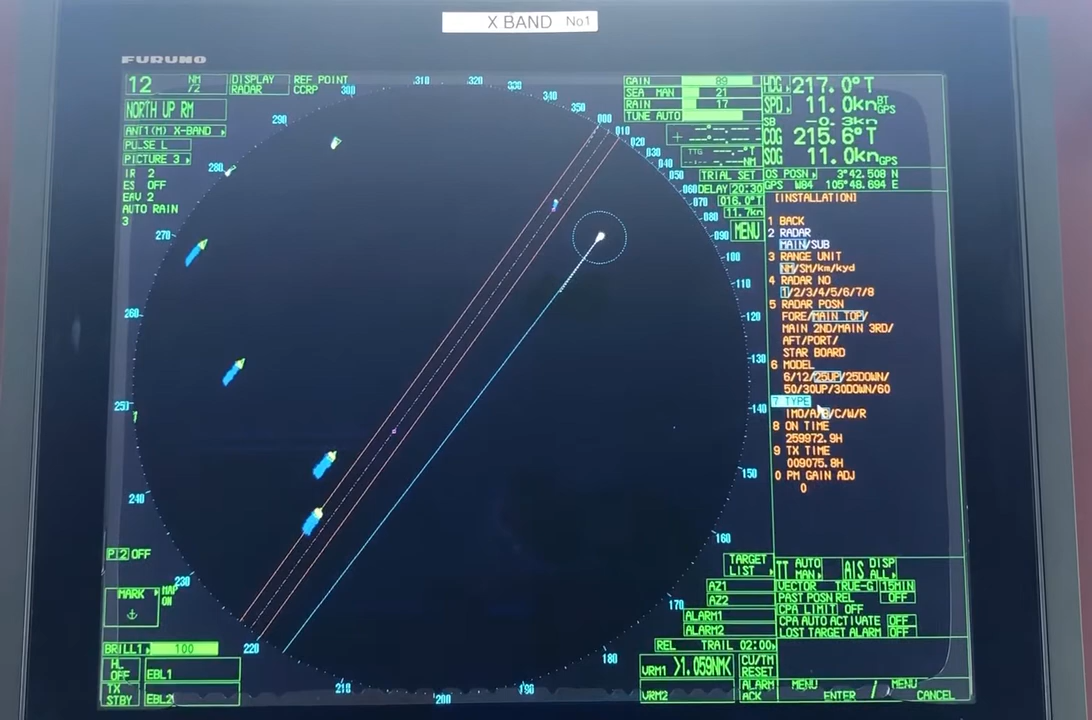 X BAND No1
FURUNO
12 NM /2
DISPLAY RADAR
REF POINT CCRP
NORTH UP RM
ANT1(M) X-BAND
PULSE L
PICTURE 3
IR 2
ES OFF
EAV 2
AUTO RAIN
3
GAIN 89
SEA MAN 21
RAIN 17
TUNE AUTO
TRIAL SET
DELAY 20:30
016.0°T
11.7kn
MENU
HDG 217.0°T
SPD 11.0kn BT GPS
SB -0.3kn
COG 215.6°T
SOG 11.0kn GPS
OS POSN 3°42.508 N
GPS W84 105°48.694 E
[INSTALLATION]
1 BACK
2 RADAR
MAIN/SUB
3 RANGE UNIT
NM/SM/km/kyd
4 RADAR NO
1/2/3/4/5/6/7/8
5 RADAR POSN
FORE/MAIN TOP/
MAIN 2ND/MAIN 3RD/
AFT/PORT/
STAR BOARD
6 MODEL
6/12/25UP/25DOWN/
50/30UP/30DOWN/60
7 TYPE
IMO/A/B/C/W/R
8 ON TIME
259972.9H
9 TX TIME
009075.8H
0 PM GAIN ADJ
0
000
010
020
030
040
050
060
070
080
090
100
110
120
130
140
150
160
170
180
190
200
210
220
230
240
250
260
270
280
290
300
310
320
330
340
350
P 2 OFF
MARK
MAP ON
BRILL1 100
HL OFF
EBL1
TX STBY
EBL2
TARGET LIST
AZ1
AZ2
ALARM1
ALARM2
REL TRAIL 02:00
VRM1 >1.059NM
VRM2
CU/TM RESET
ALARM ACK
TT AUTO MAN
AIS DISP ALL
VECTOR TRUE-G 15MIN
PAST POSN REL OFF
CPA LIMIT OFF
CPA AUTO ACTIVATE OFF
LOST TARGET ALARM OFF
MENU ENTER / MENU CANCEL